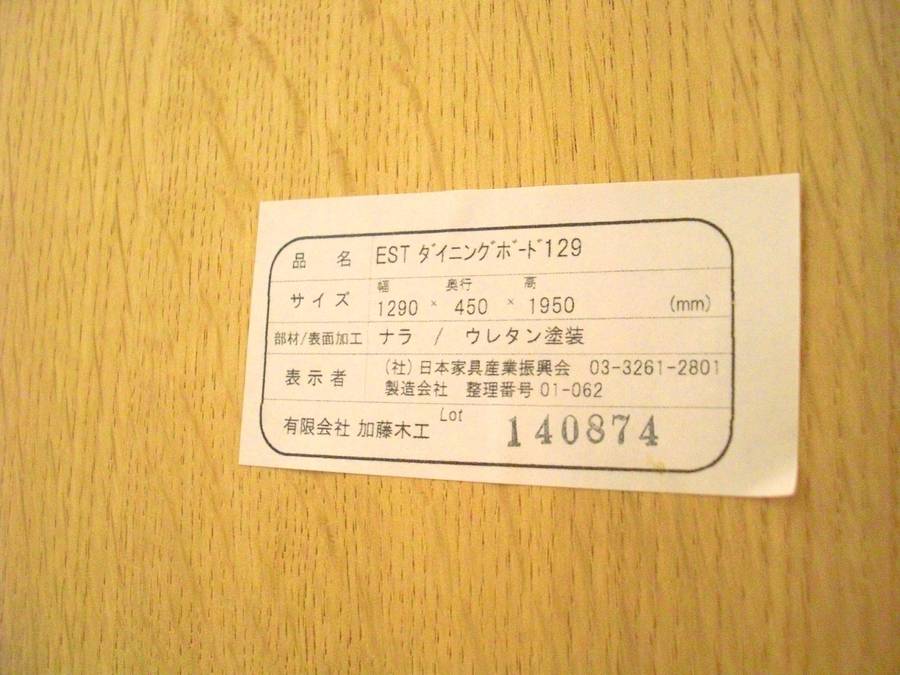 品名 EST ﾀﾞｲﾆﾝｸﾞﾎﾞｰﾄﾞ129
サイズ 幅 奥行 高
1290 × 450 × 1950 (mm)
部材/表面加工 ナラ / ウレタン塗装
表示者 (社)日本家具産業振興会 03-3261-2801
製造会社 整理番号 01-062
有限会社 加藤木工 Lot 140874